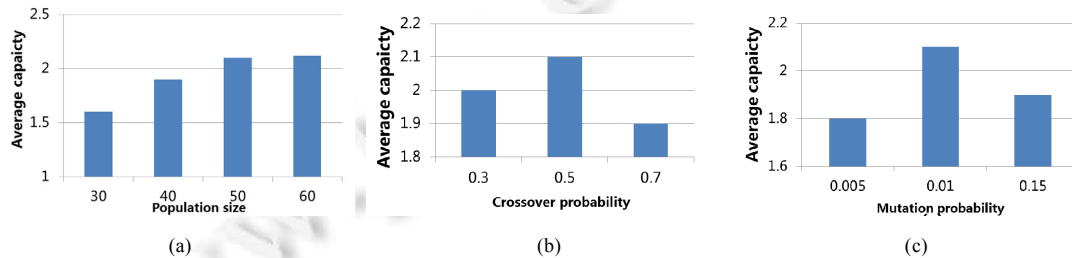 Average capaicty
2.5
2
1.5
1
30 40 50 60
Population size
(a)
Average capaicty
2.2
2.1
2
1.9
1.8
0.3 0.5 0.7
Crossover probability
(b)
Average capaicty
2.2
2
1.8
1.6
0.005 0.01 0.15
Mutation probability
(c)